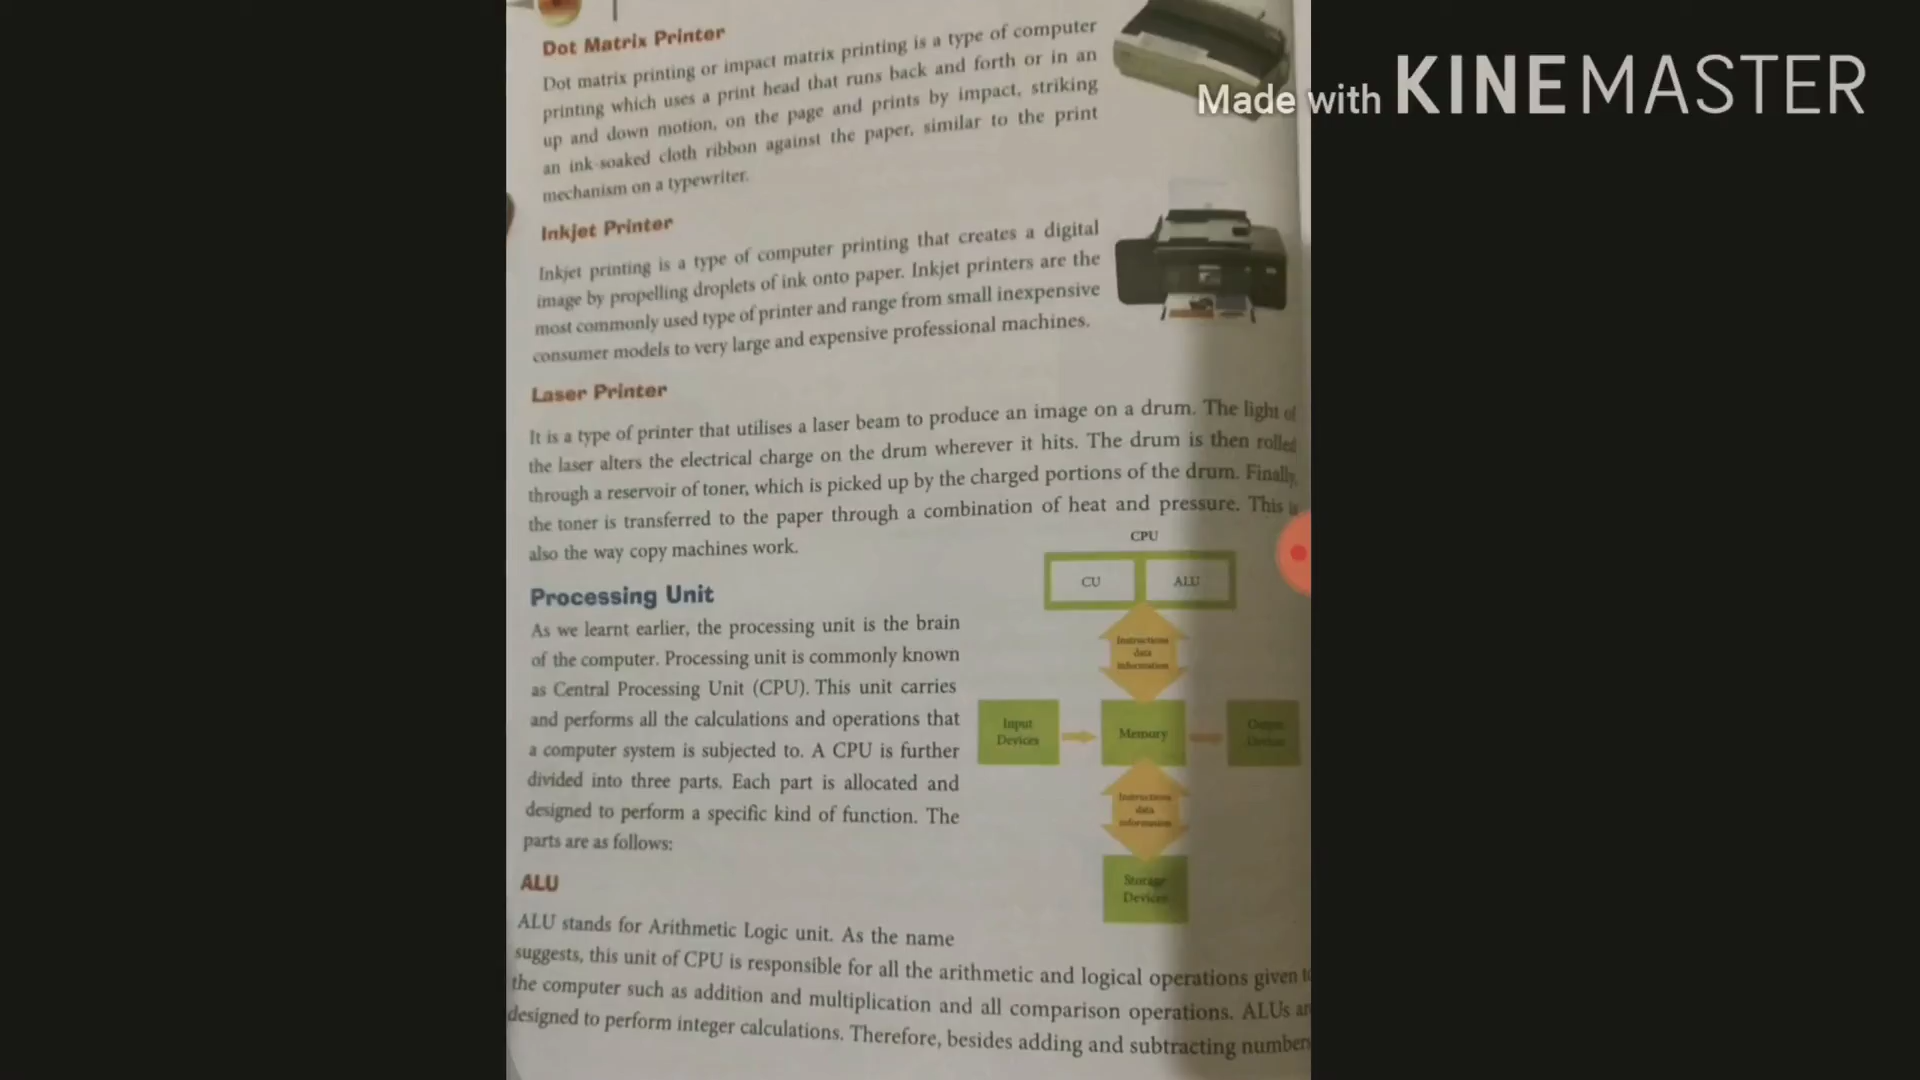 Made with KINEMASTER
Dot Matrix Printer
Dot matrix printing or impact matrix printing is a type of computer
printing which uses a print head that runs back and forth or in an
up and down motion, on the page and prints by impact, striking
an ink-soaked cloth ribbon against the paper, similar to the print
mechanism on a typewriter.
Inkjet Printer
Inkjet printing is a type of computer printing that creates a digital
image by propelling droplets of ink onto paper. Inkjet printers are the
most commonly used type of printer and range from small inexpensive
consumer models to very large and expensive professional machines.
Laser Printer
It is a type of printer that utilises a laser beam to produce an image on a drum. The light of
the laser alters the electrical charge on the drum wherever it hits. The drum is then rolled
through a reservoir of toner, which is picked up by the charged portions of the drum. Finally,
the toner is transferred to the paper through a combination of heat and pressure. This is
also the way copy machines work.
Processing Unit
As we learnt earlier, the processing unit is the brain
of the computer. Processing unit is commonly known
as Central Processing Unit (CPU). This unit carries
and performs all the calculations and operations that
a computer system is subjected to. A CPU is further
divided into three parts. Each part is allocated and
designed to perform a specific kind of function. The
parts are as follows:
CPU
CU
ALU
Instructions
data
information
Input
Devices
Memory
Output
Devices
Instructions
data
information
Storage
Devices
ALU
ALU stands for Arithmetic Logic unit. As the name
suggests, this unit of CPU is responsible for all the arithmetic and logical operations given
the computer such as addition and multiplication and all comparison operations. ALUs
designed to perform integer calculations. Therefore, besides adding and subtracting